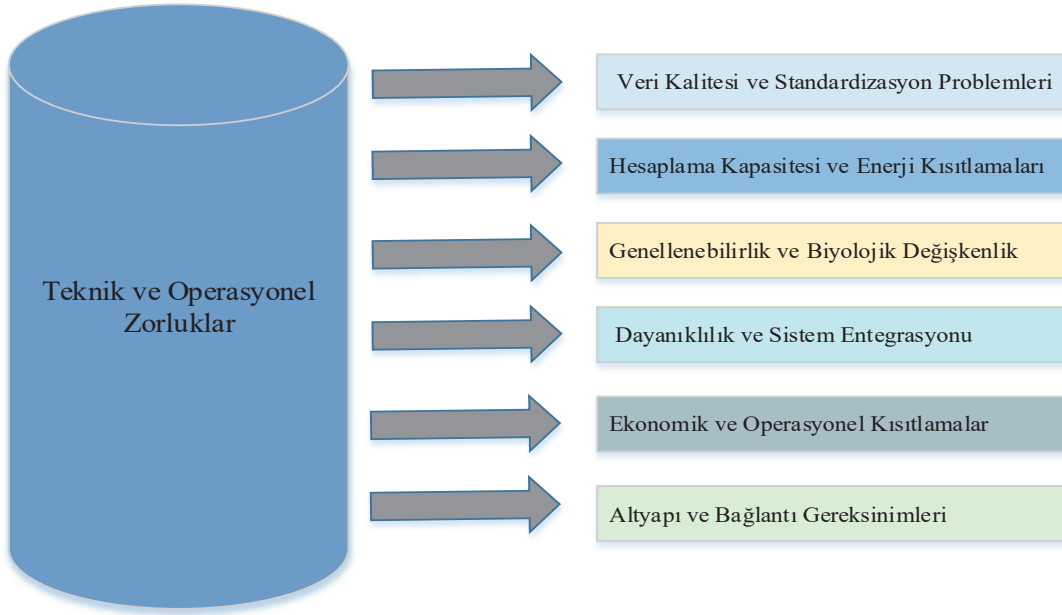 Teknik ve Operasyonel
Zorluklar
Veri Kalitesi ve Standardizasyon Problemleri
Hesaplama Kapasitesi ve Enerji Kısıtlamaları
Genellenebilirlik ve Biyolojik Değişkenlik
Dayanıklılık ve Sistem Entegrasyonu
Ekonomik ve Operasyonel Kısıtlamalar
Altyapı ve Bağlantı Gereksinimleri